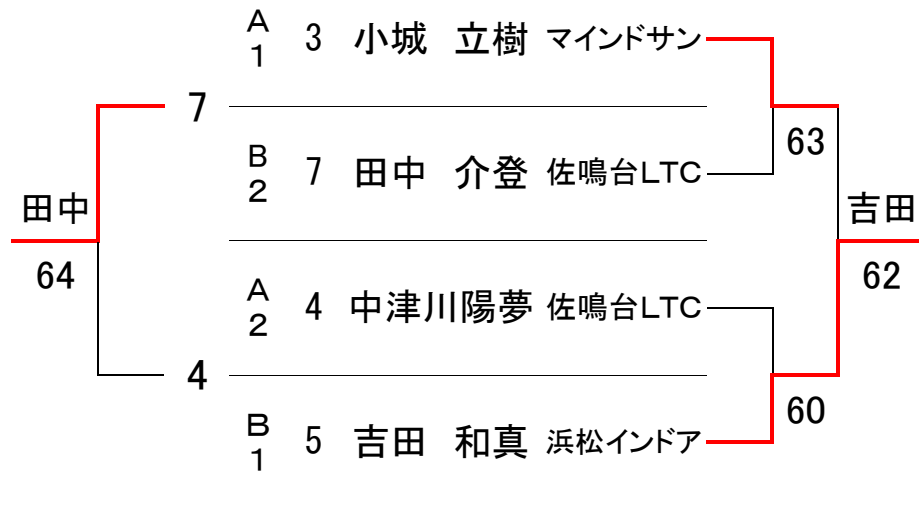 A
1 3 小城 立樹 マインドサン
7
63
B
2 7 田中 介登 佐鳴台LTC
田中
吉田
64
62
A
2 4 中津川陽夢 佐鳴台LTC
4
60
B
1 5 吉田 和真 浜松インドア